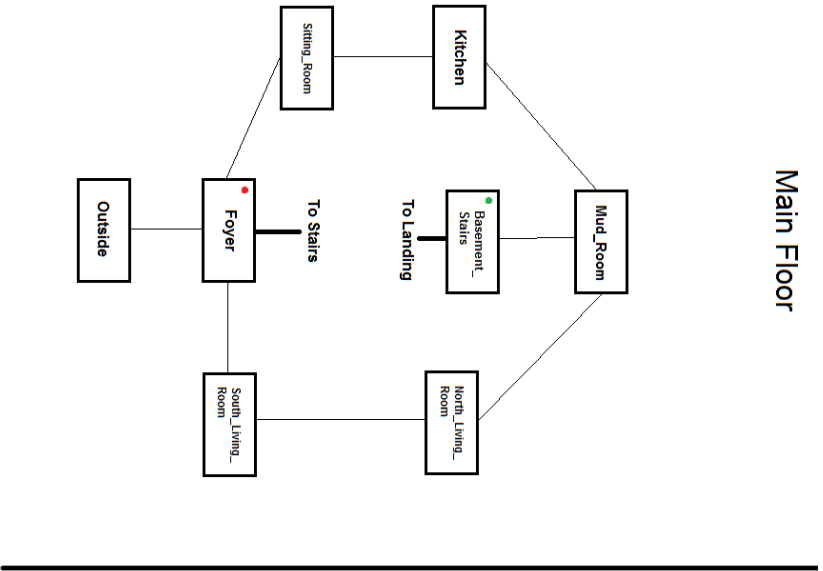 Main Floor
Mud_Room
Basement_
Stairs
To Landing
Kitchen
North_Living_
Room
Sitting_Room
To Stairs
Foyer
South_Living_
Room
Outside